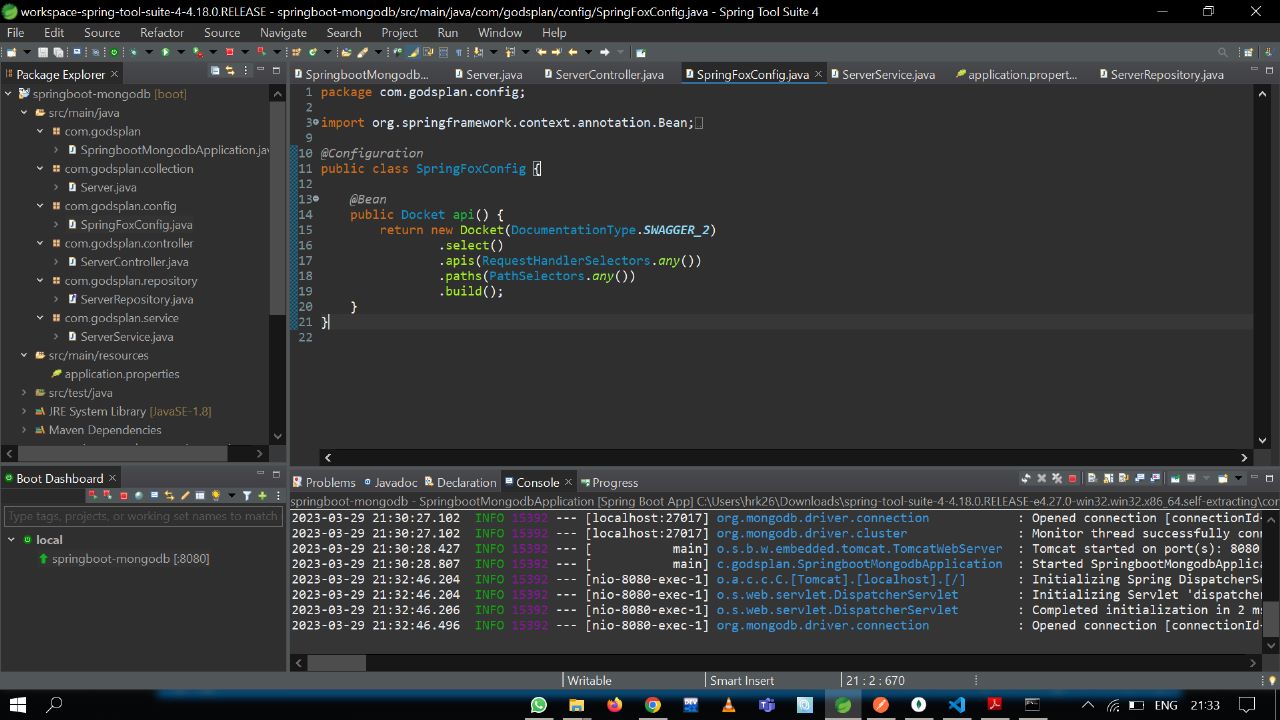 workspace-spring-tool-suite-4-4.18.0.RELEASE - springboot-mongodb/src/main/java/com/godsplan/config/SpringFoxConfig.java - Spring Tool Suite 4
File Edit Source Refactor Source Navigate Search Project Run Window Help
Package Explorer
springboot-mongodb [boot]
src/main/java
com.godsplan
SpringbootMongodbApplication.jav
com.godsplan.collection
Server.java
com.godsplan.config
SpringFoxConfig.java
com.godsplan.controller
ServerController.java
com.godsplan.repository
ServerRepository.java
com.godsplan.service
ServerService.java
src/main/resources
application.properties
src/test/java
JRE System Library [JavaSE-1.8]
Maven Dependencies
SpringbootMongodb... Server.java ServerController.java SpringFoxConfig.java ServerService.java application.propert... ServerRepository.java
1 package com.godsplan.config;
2
3 import org.springframework.context.annotation.Bean;
9
10 @Configuration
11 public class SpringFoxConfig {
12
13 @Bean
14 public Docket api() {
15 return new Docket(DocumentationType.SWAGGER_2)
16 .select()
17 .apis(RequestHandlerSelectors.any())
18 .paths(PathSelectors.any())
19 .build();
20 }
21 }
22
Boot Dashboard
Type tags, projects, or working set names to match
local
springboot-mongodb [:8080]
Problems Javadoc Declaration Console Progress
springboot-mongodb - SpringbootMongodbApplication [Spring Boot App] C:\Users\hrk26\Downloads\spring-tool-suite-4-4.18.0.RELEASE-e4.27.0-win32.win32.x86_64.self-extracting\con
2023-03-29 21:30:27.102 INFO 15392 --- [localhost:27017] org.mongodb.driver.connection : Opened connection [connectionId
2023-03-29 21:30:27.102 INFO 15392 --- [localhost:27017] org.mongodb.driver.cluster : Monitor thread successfully con
2023-03-29 21:30:28.427 INFO 15392 --- [ main] o.s.b.w.embedded.tomcat.TomcatWebServer : Tomcat started on port(s): 8080
2023-03-29 21:30:28.807 INFO 15392 --- [ main] c.godsplan.SpringbootMongodbApplication : Started SpringbootMongodbApplica
2023-03-29 21:32:46.204 INFO 15392 --- [nio-8080-exec-1] o.a.c.c.C.[Tomcat].[localhost].[/] : Initializing Spring DispatcherS
2023-03-29 21:32:46.204 INFO 15392 --- [nio-8080-exec-1] o.s.web.servlet.DispatcherServlet : Initializing Servlet 'dispatche
2023-03-29 21:32:46.206 INFO 15392 --- [nio-8080-exec-1] o.s.web.servlet.DispatcherServlet : Completed initialization in 2 m
2023-03-29 21:32:46.496 INFO 15392 --- [nio-8080-exec-1] org.mongodb.driver.connection : Opened connection [connectionId
Writable Smart Insert 21 : 2 : 670
ENG 21:33